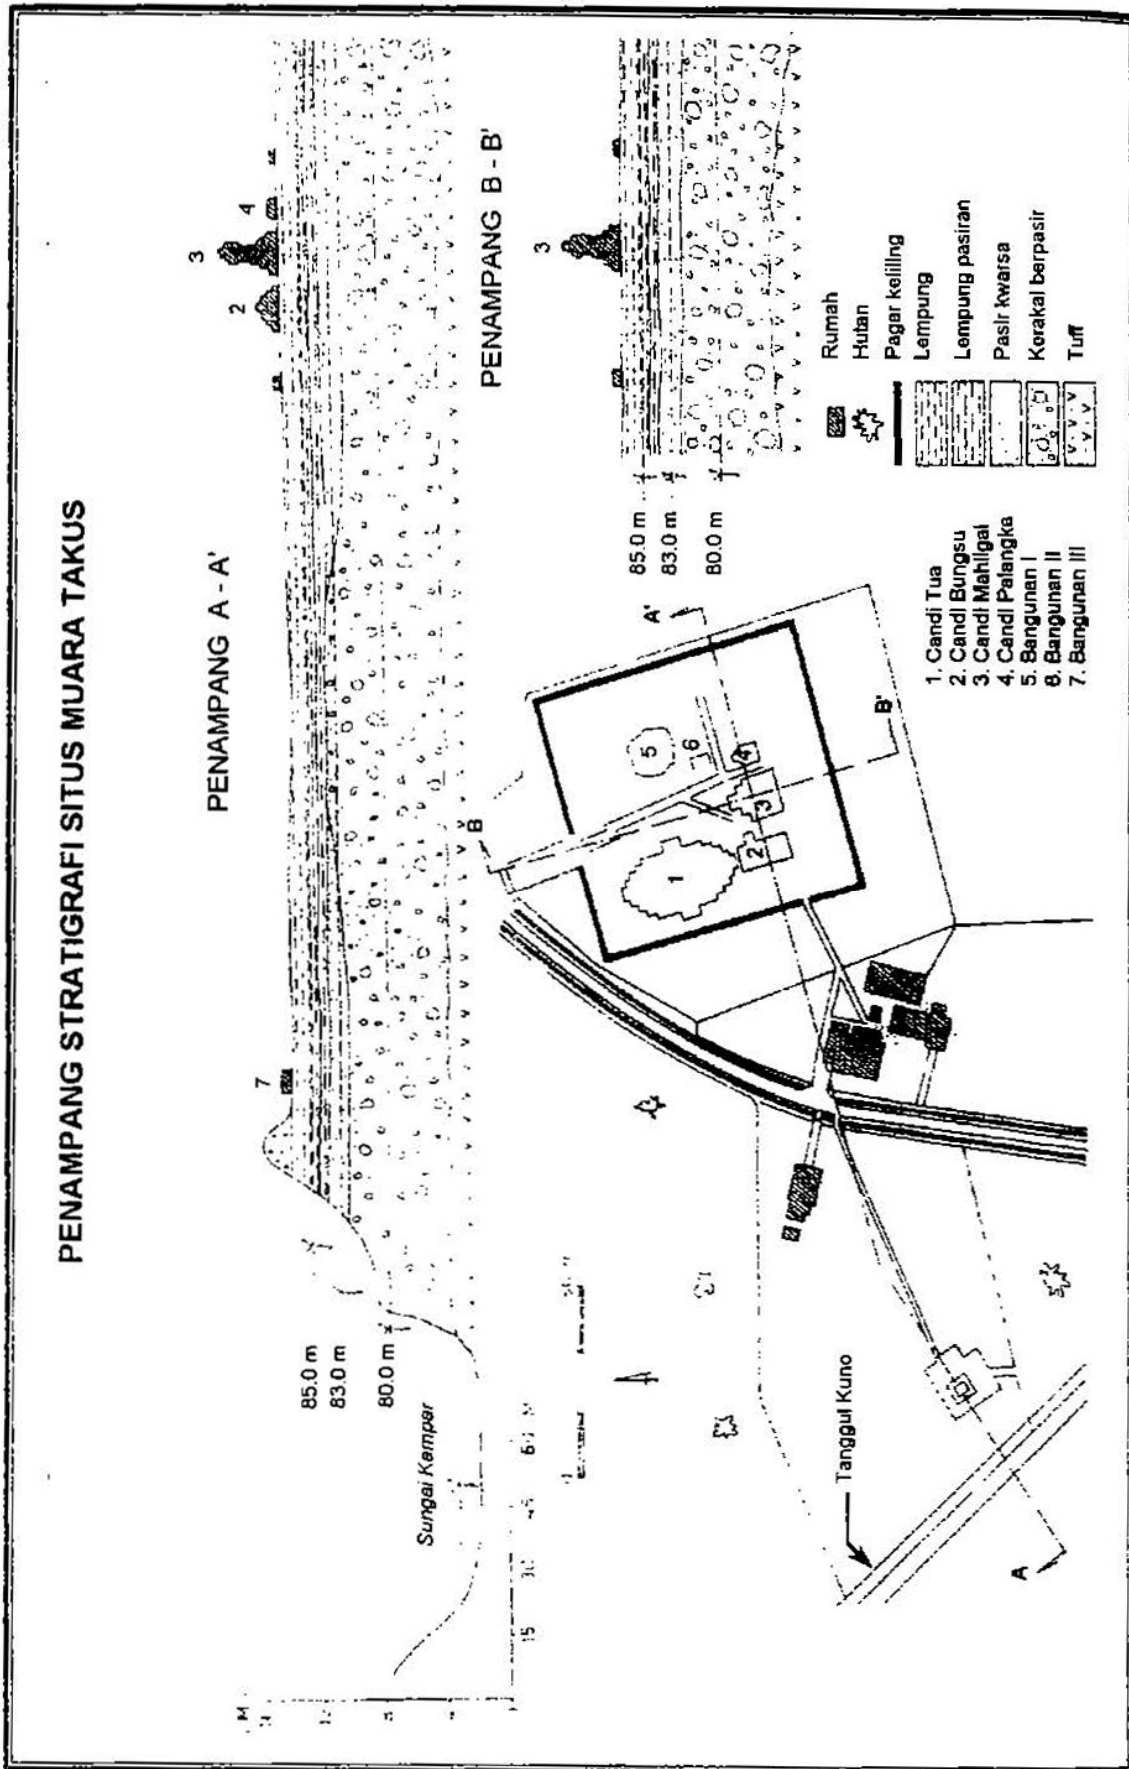 PENAMPANG STRATIGRAFI SITUS MUARA TAKUS
PENAMPANG A - A'
7
2
3
4
85.0 m
83.0 m
80.0 m
Sungai Kampar
M
15
30
45
PENAMPANG B - B'
3
85.0 m
83.0 m
80.0 m
B
A'
B'
A
1
2
3
4
5
6
Tanggul Kuno
1. Candi Tua
2. Candi Bungsu
3. Candi Mahligai
4. Candi Palangka
5. Bangunan I
6. Bangunan II
7. Bangunan III
Rumah
Hutan
Pagar keliling
Lempung
Lempung pasiran
Pasir kwarsa
Kerakal berpasir
Tuff